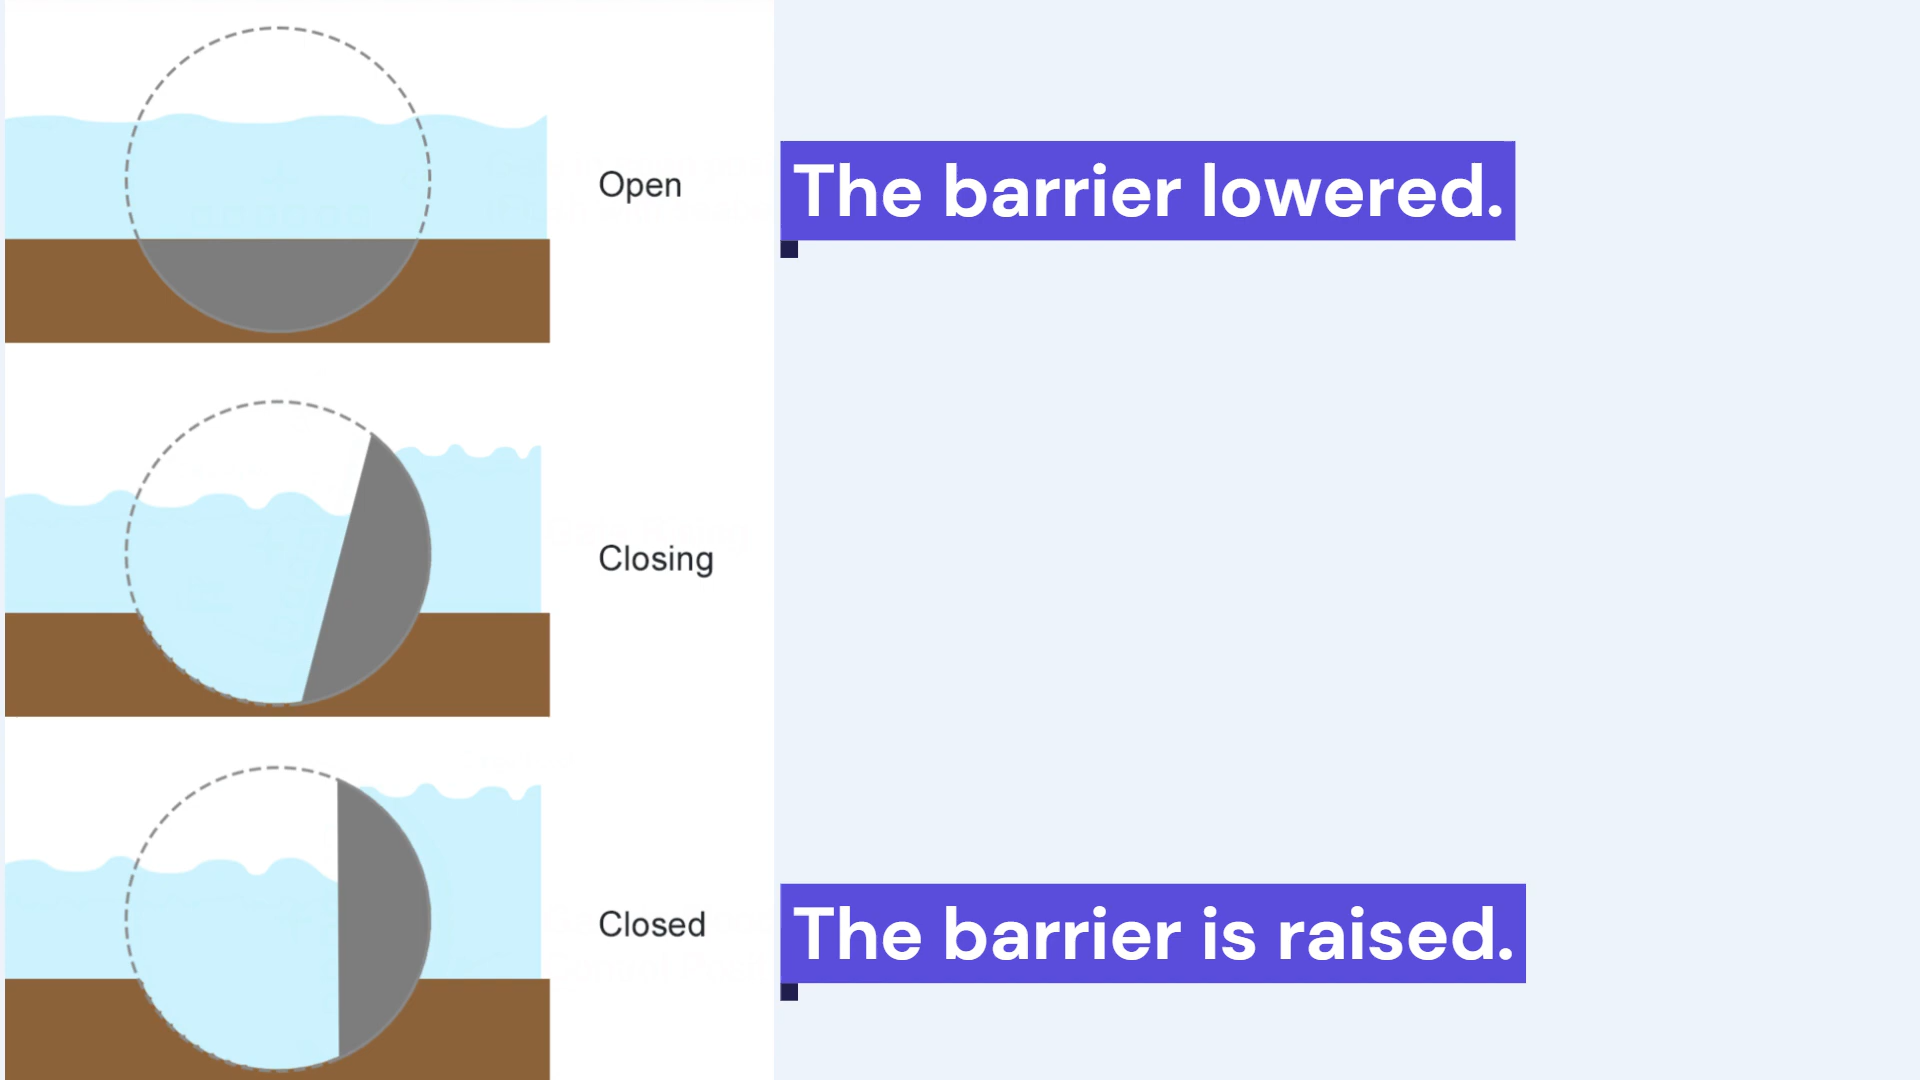 Open
The barrier lowered.
Closing
Closed
The barrier is raised.